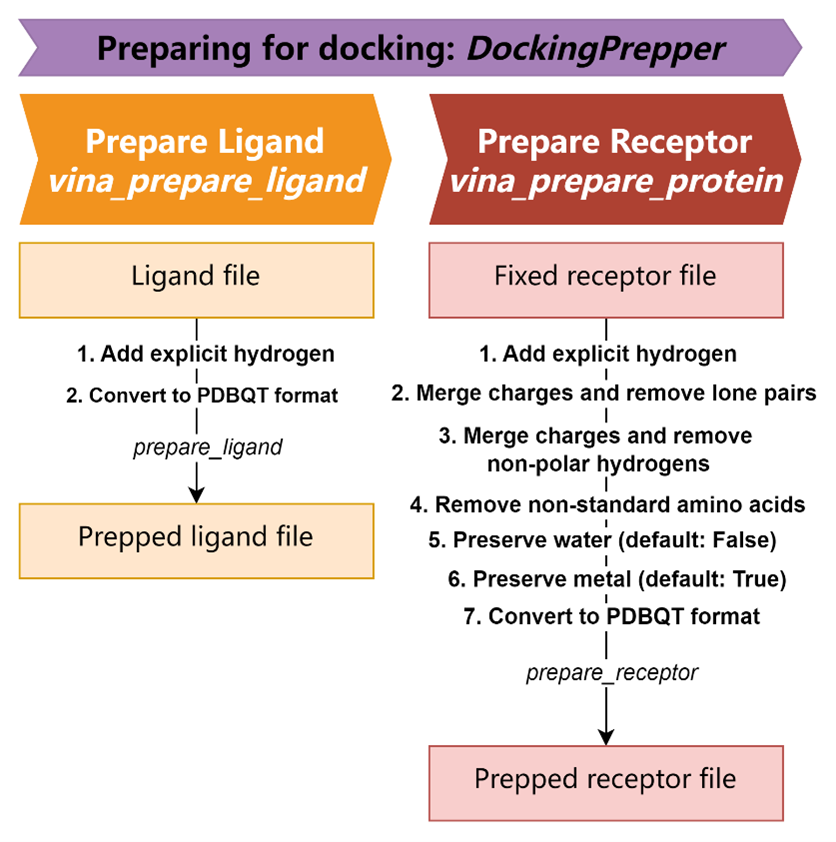 Preparing for docking: DockingPrepper
Prepare Ligand
vina_prepare_ligand
Ligand file
1. Add explicit hydrogen
2. Convert to PDBQT format
prepare_ligand
Prepped ligand file
Prepare Receptor
vina_prepare_protein
Fixed receptor file
1. Add explicit hydrogen
2. Merge charges and remove lone pairs
3. Merge charges and remove
non-polar hydrogens
4. Remove non-standard amino acids
5. Preserve water (default: False)
6. Preserve metal (default: True)
7. Convert to PDBQT format
prepare_receptor
Prepped receptor file